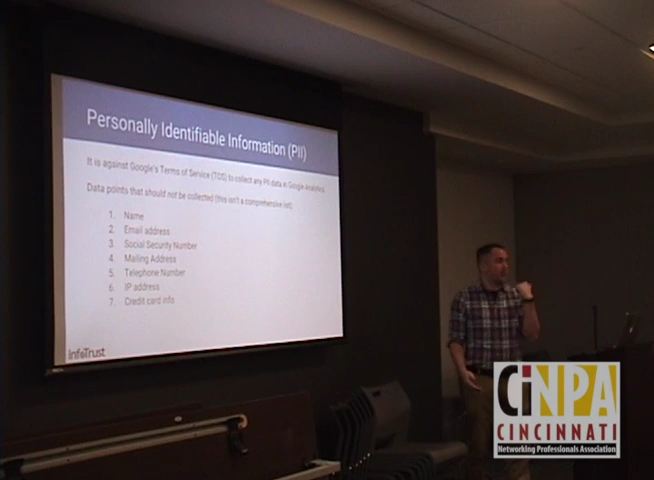 Personally Identifiable Information (PII)
It is against Google's Terms of Service (TOS) to collect any PII data in Google Analytics
Data points that should not be collected (this isn't a comprehensive list)
1. Name
2. Email address
3. Social Security Number
4. Mailing Address
5. Telephone Number
6. IP address
7. Credit card info
InfoTrust
CiNPA
CINCINNATI
Networking Professionals Association